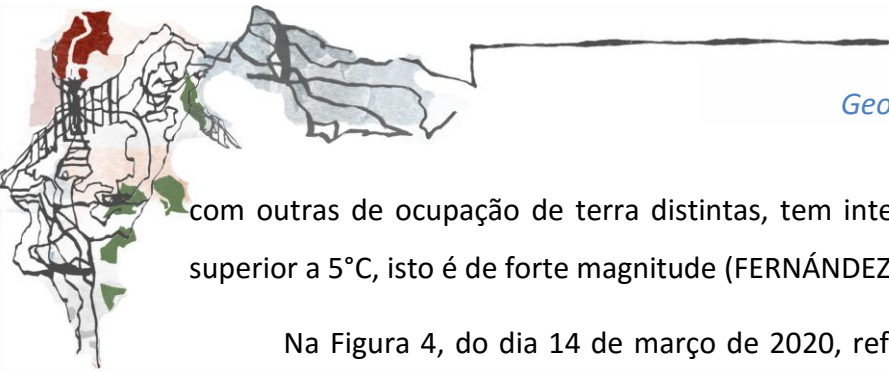 Geo
com outras de ocupação de terra distintas, tem inte
superior a 5°C, isto é de forte magnitude (FERNÁNDEZ
Na Figura 4, do dia 14 de março de 2020, ref